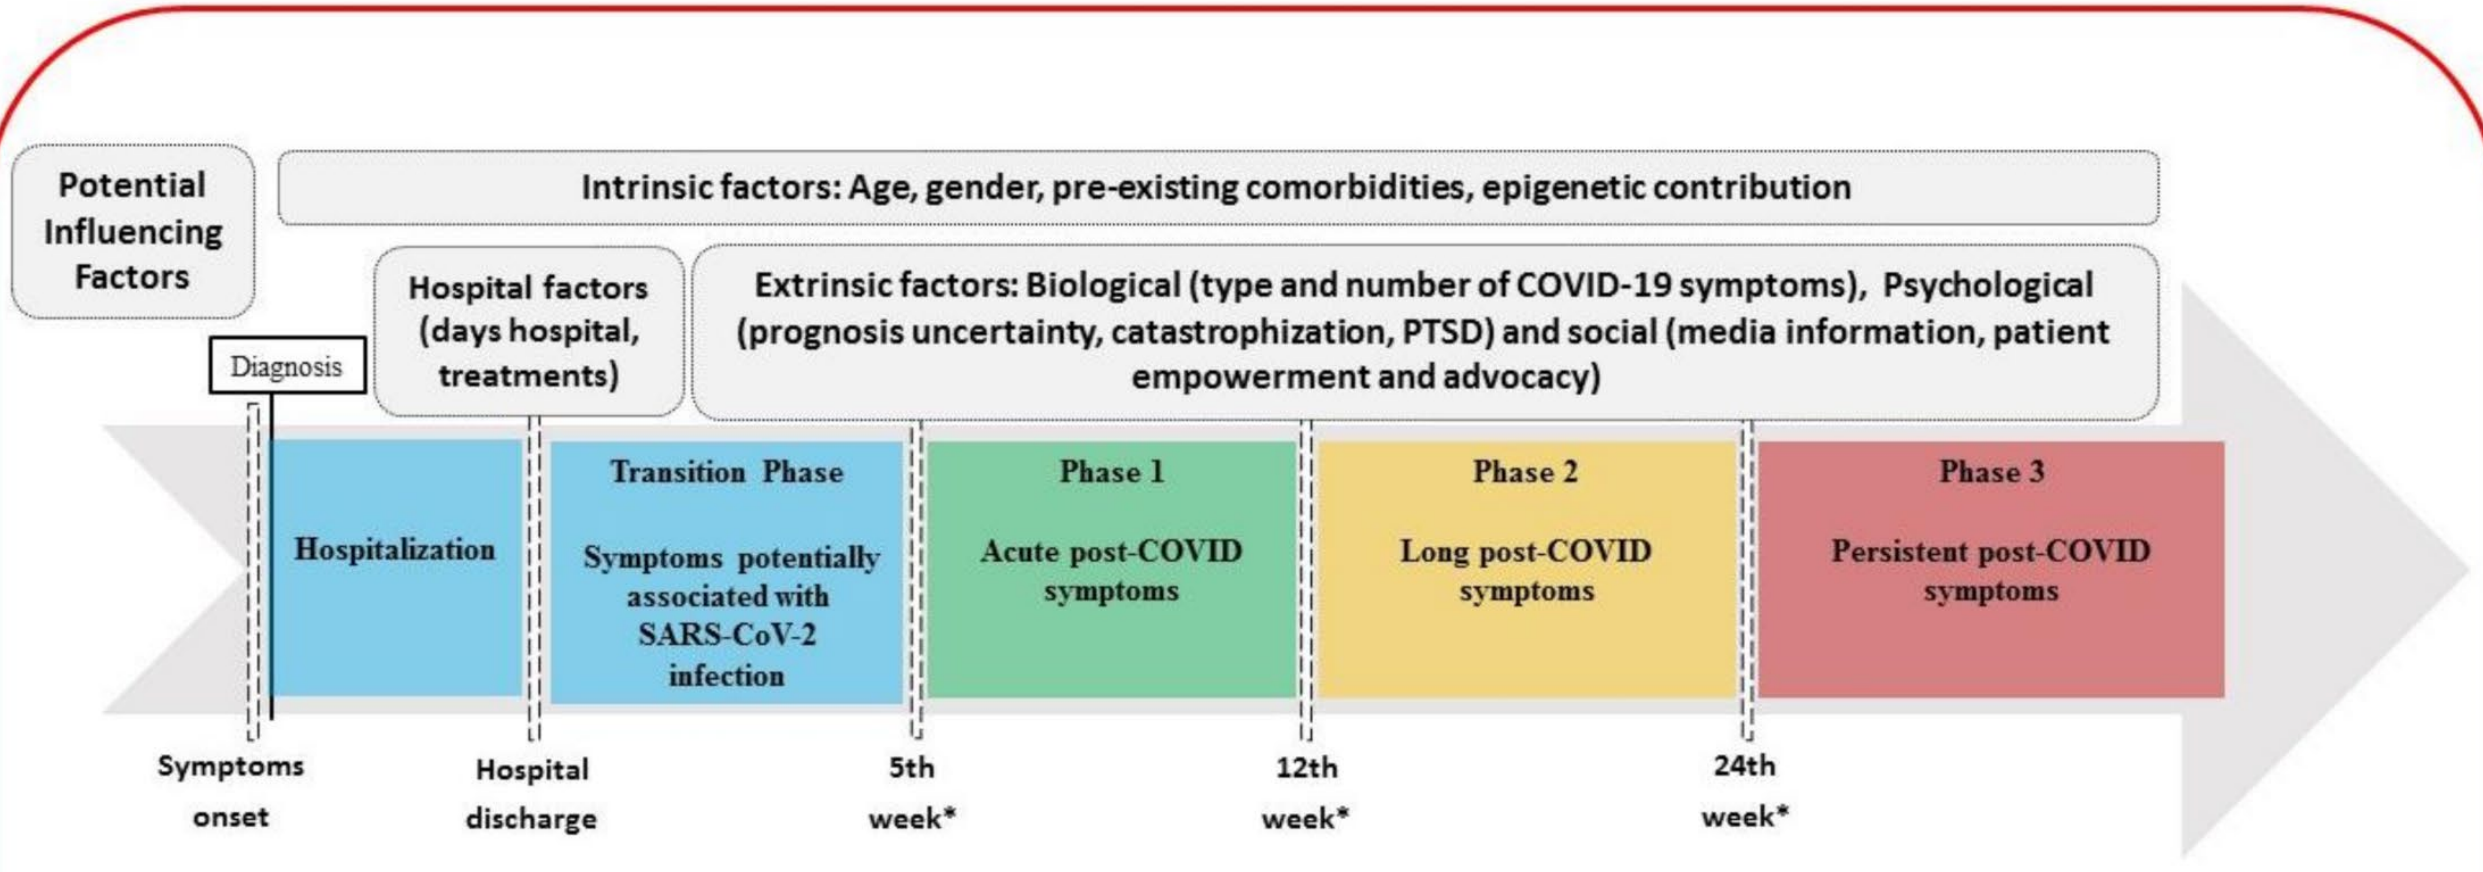 Potential
Influencing
Factors
Intrinsic factors: Age, gender, pre-existing comorbidities, epigenetic contribution
Hospital factors
(days hospital,
treatments)
Extrinsic factors: Biological (type and number of COVID-19 symptoms), Psychological
(prognosis uncertainty, catastrophization, PTSD) and social (media information, patient
empowerment and advocacy)
Diagnosis
Hospitalization
Transition Phase
Symptoms potentially
associated with
SARS-CoV-2
infection
Phase 1
Acute post-COVID
symptoms
Phase 2
Long post-COVID
symptoms
Phase 3
Persistent post-COVID
symptoms
Symptoms
onset
Hospital
discharge
5th
week*
12th
week*
24th
week*